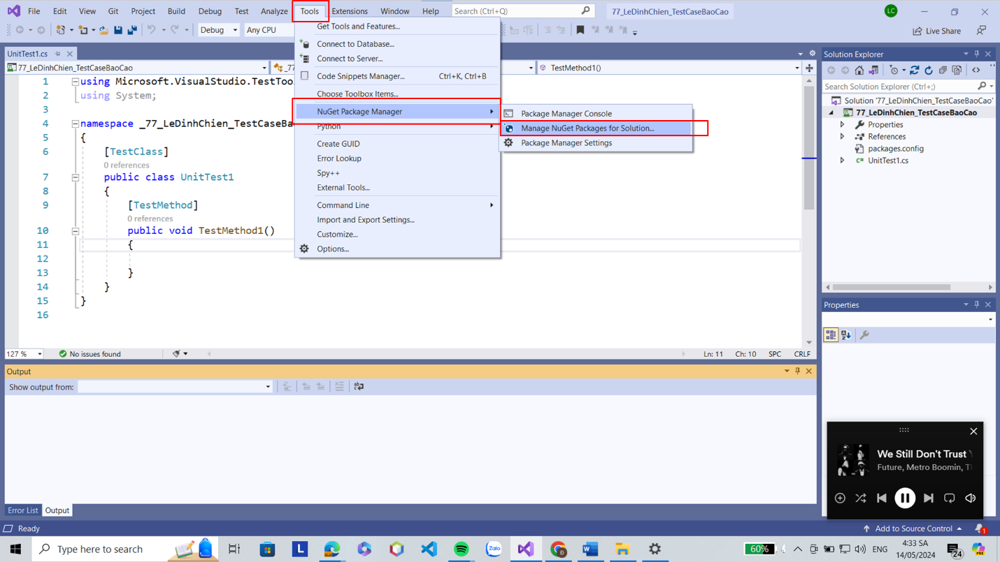 File Edit View Git Project Build Debug Test Analyze Tools Extensions Window Help Search (Ctrl+Q) 77_LeDinhChien_TestCaseBaoCao LC
Debug Any CPU Live Share
UnitTest1.cs
77_LeDinhChien_TestCaseBaoCao TestMethod1()
1 using Microsoft.VisualStudio.TestToo
2 using System;
3
4 namespace _77_LeDinhChien_TestCaseBa
5 {
6 [TestClass]
0 references
7 public class UnitTest1
8 {
9 [TestMethod]
0 references
10 public void TestMethod1()
11 {
12
13 }
14 }
15 }
16
Get Tools and Features...
Connect to Database...
Connect to Server...
Code Snippets Manager... Ctrl+K, Ctrl+B
Choose Toolbox Items...
NuGet Package Manager
Python
Create GUID
Error Lookup
Spy++
External Tools...
Command Line
Import and Export Settings...
Customize...
Options...
Package Manager Console
Manage NuGet Packages for Solution...
Package Manager Settings
Solution Explorer
Search Solution Explorer (Ctrl+;)
Solution '77_LeDinhChien_TestCaseBaoCao'
77_LeDinhChien_TestCaseBaoCao
Properties
References
packages.config
UnitTest1.cs
Properties
127 % No issues found Ln: 11 Ch: 10 SPC CRLF
Output
Show output from:
We Still Don't Trust
Future, Metro Boomin,
Error List Output
Ready Add to Source Control 1
Type here to search Zalo 60% ENG 4:33 SA 24
14/05/2024